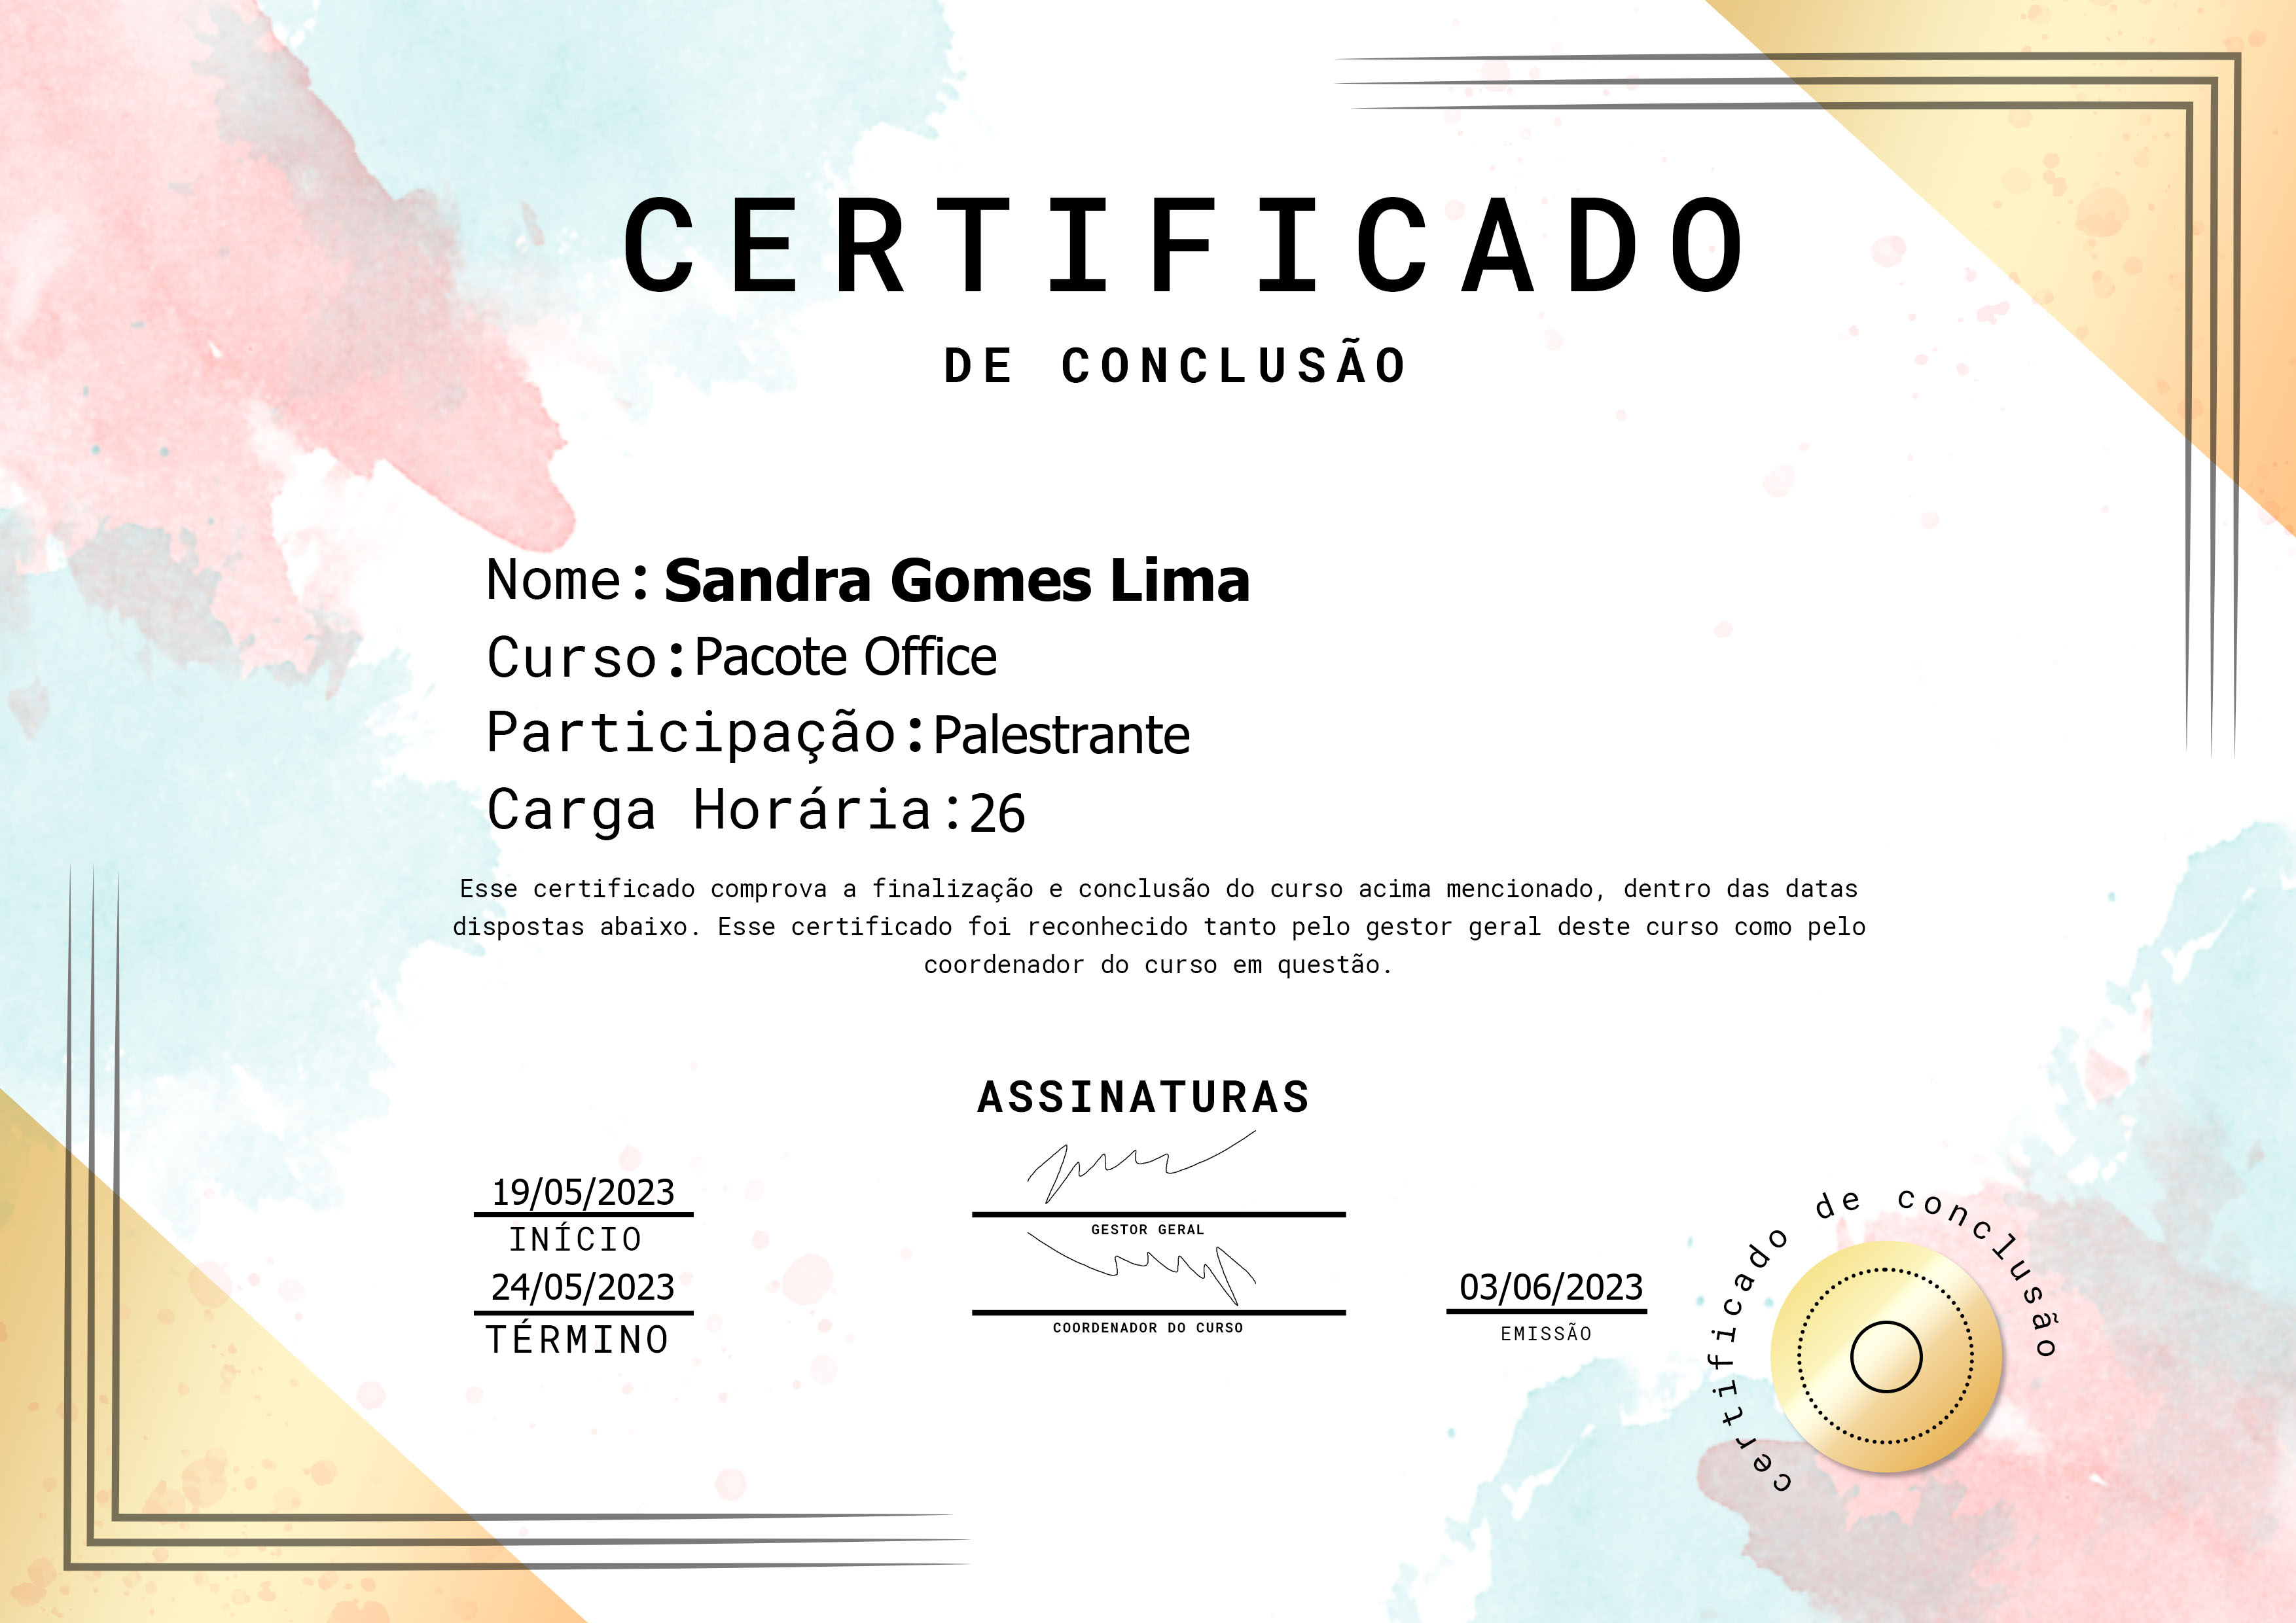 CERTIFICADO
DE CONCLUSÃO
Nome: Sandra Gomes Lima
Curso: Pacote Office
Participação: Palestrante
Carga Horária: 26
Esse certificado comprova a finalização e conclusão do curso acima mencionado, dentro das datas
dispostas abaixo. Esse certificado foi reconhecido tanto pelo gestor geral deste curso como pelo
coordenador do curso em questão.
ASSINATURAS
19/05/2023
INÍCIO
GESTOR GERAL
24/05/2023
TÉRMINO
COORDENADOR DO CURSO
03/06/2023
EMISSÃO
certificado de conclusão